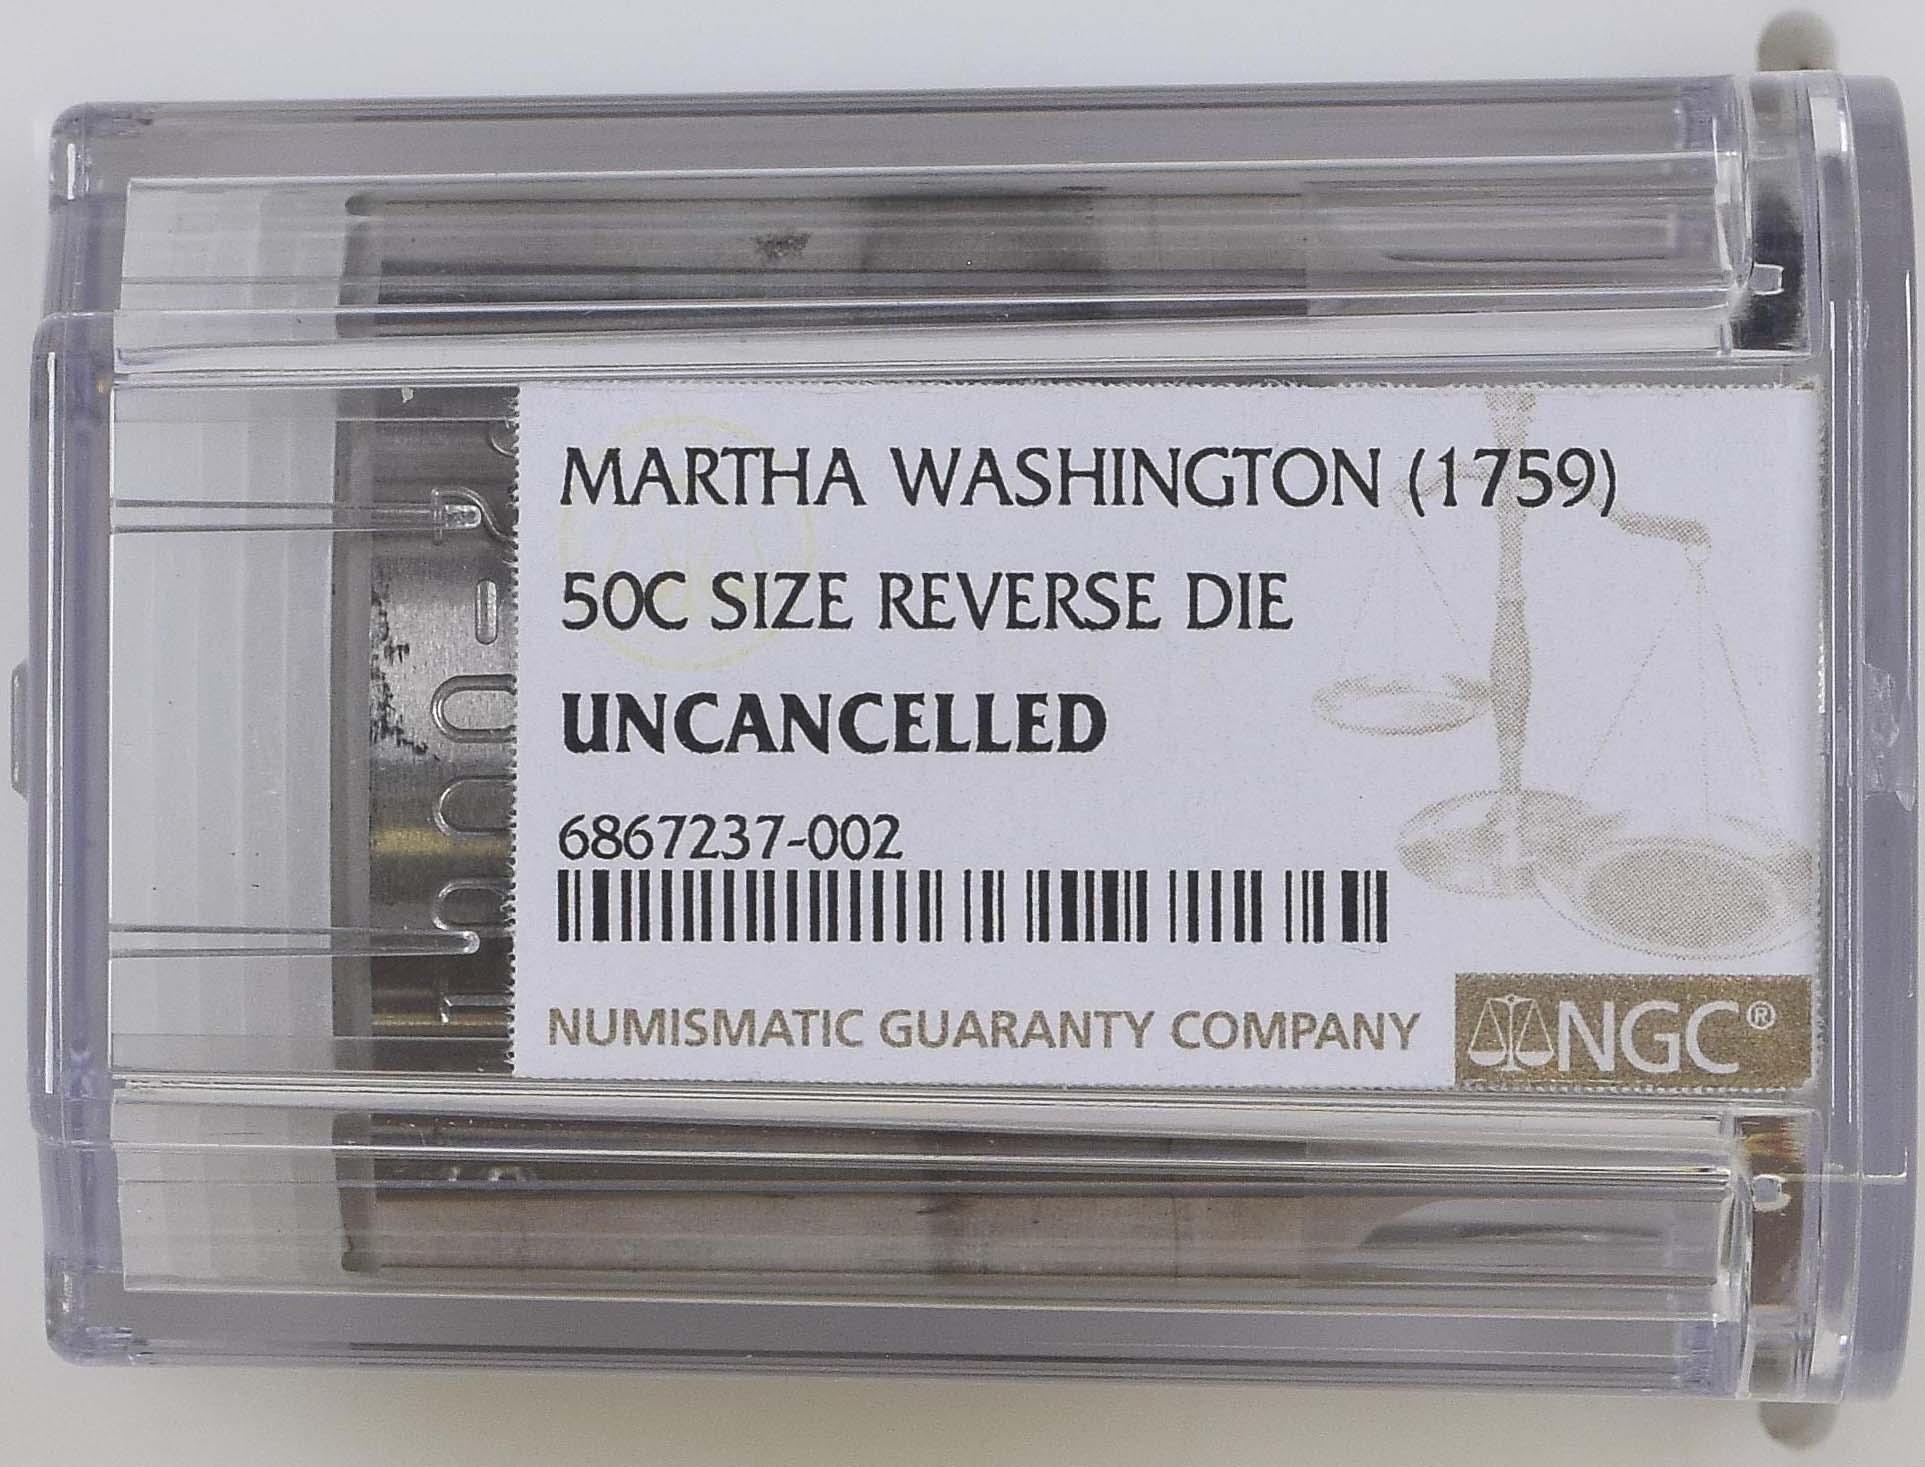 MARTHA WASHINGTON (1759)
50C SIZE REVERSE DIE
UNCANCELLED
6867237-002
NUMISMATIC GUARANTY COMPANY
NGC®